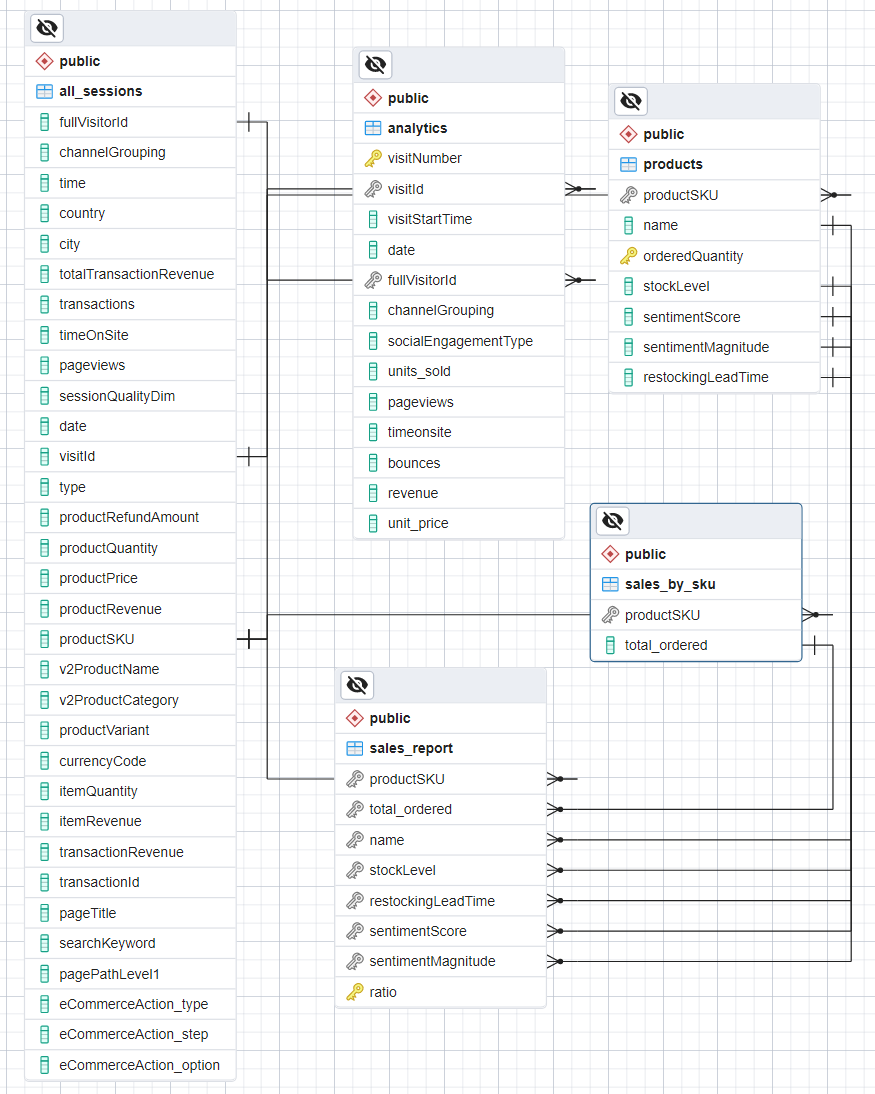 public
all_sessions
fullVisitorId
channelGrouping
time
country
city
totalTransactionRevenue
transactions
timeOnSite
pageviews
sessionQualityDim
date
visitId
type
productRefundAmount
productQuantity
productPrice
productRevenue
productSKU
v2ProductName
v2ProductCategory
productVariant
currencyCode
itemQuantity
itemRevenue
transactionRevenue
transactionId
pageTitle
searchKeyword
pagePathLevel1
eCommerceAction_type
eCommerceAction_step
eCommerceAction_option
public
analytics
visitNumber
visitId
visitStartTime
date
fullVisitorId
channelGrouping
socialEngagementType
units_sold
pageviews
timeonsite
bounces
revenue
unit_price
public
products
productSKU
name
orderedQuantity
stockLevel
sentimentScore
sentimentMagnitude
restockingLeadTime
public
sales_by_sku
productSKU
total_ordered
public
sales_report
productSKU
total_ordered
name
stockLevel
restockingLeadTime
sentimentScore
sentimentMagnitude
ratio